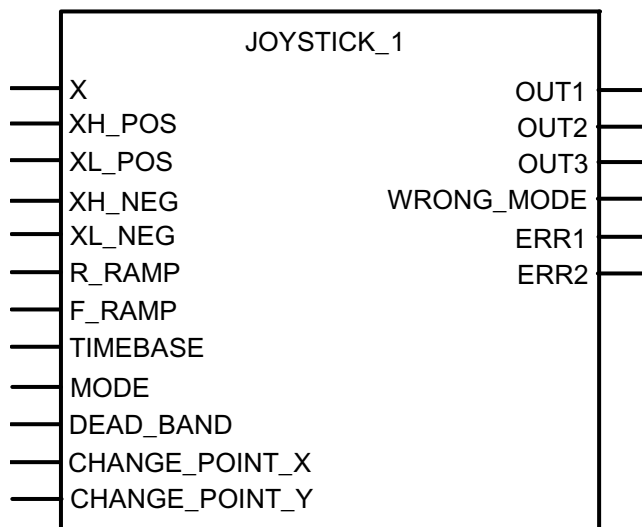 JOYSTICK_1
X
XH_POS
XL_POS
XH_NEG
XL_NEG
R_RAMP
F_RAMP
TIMEBASE
MODE
DEAD_BAND
CHANGE_POINT_X
CHANGE_POINT_Y
OUT1
OUT2
OUT3
WRONG_MODE
ERR1
ERR2